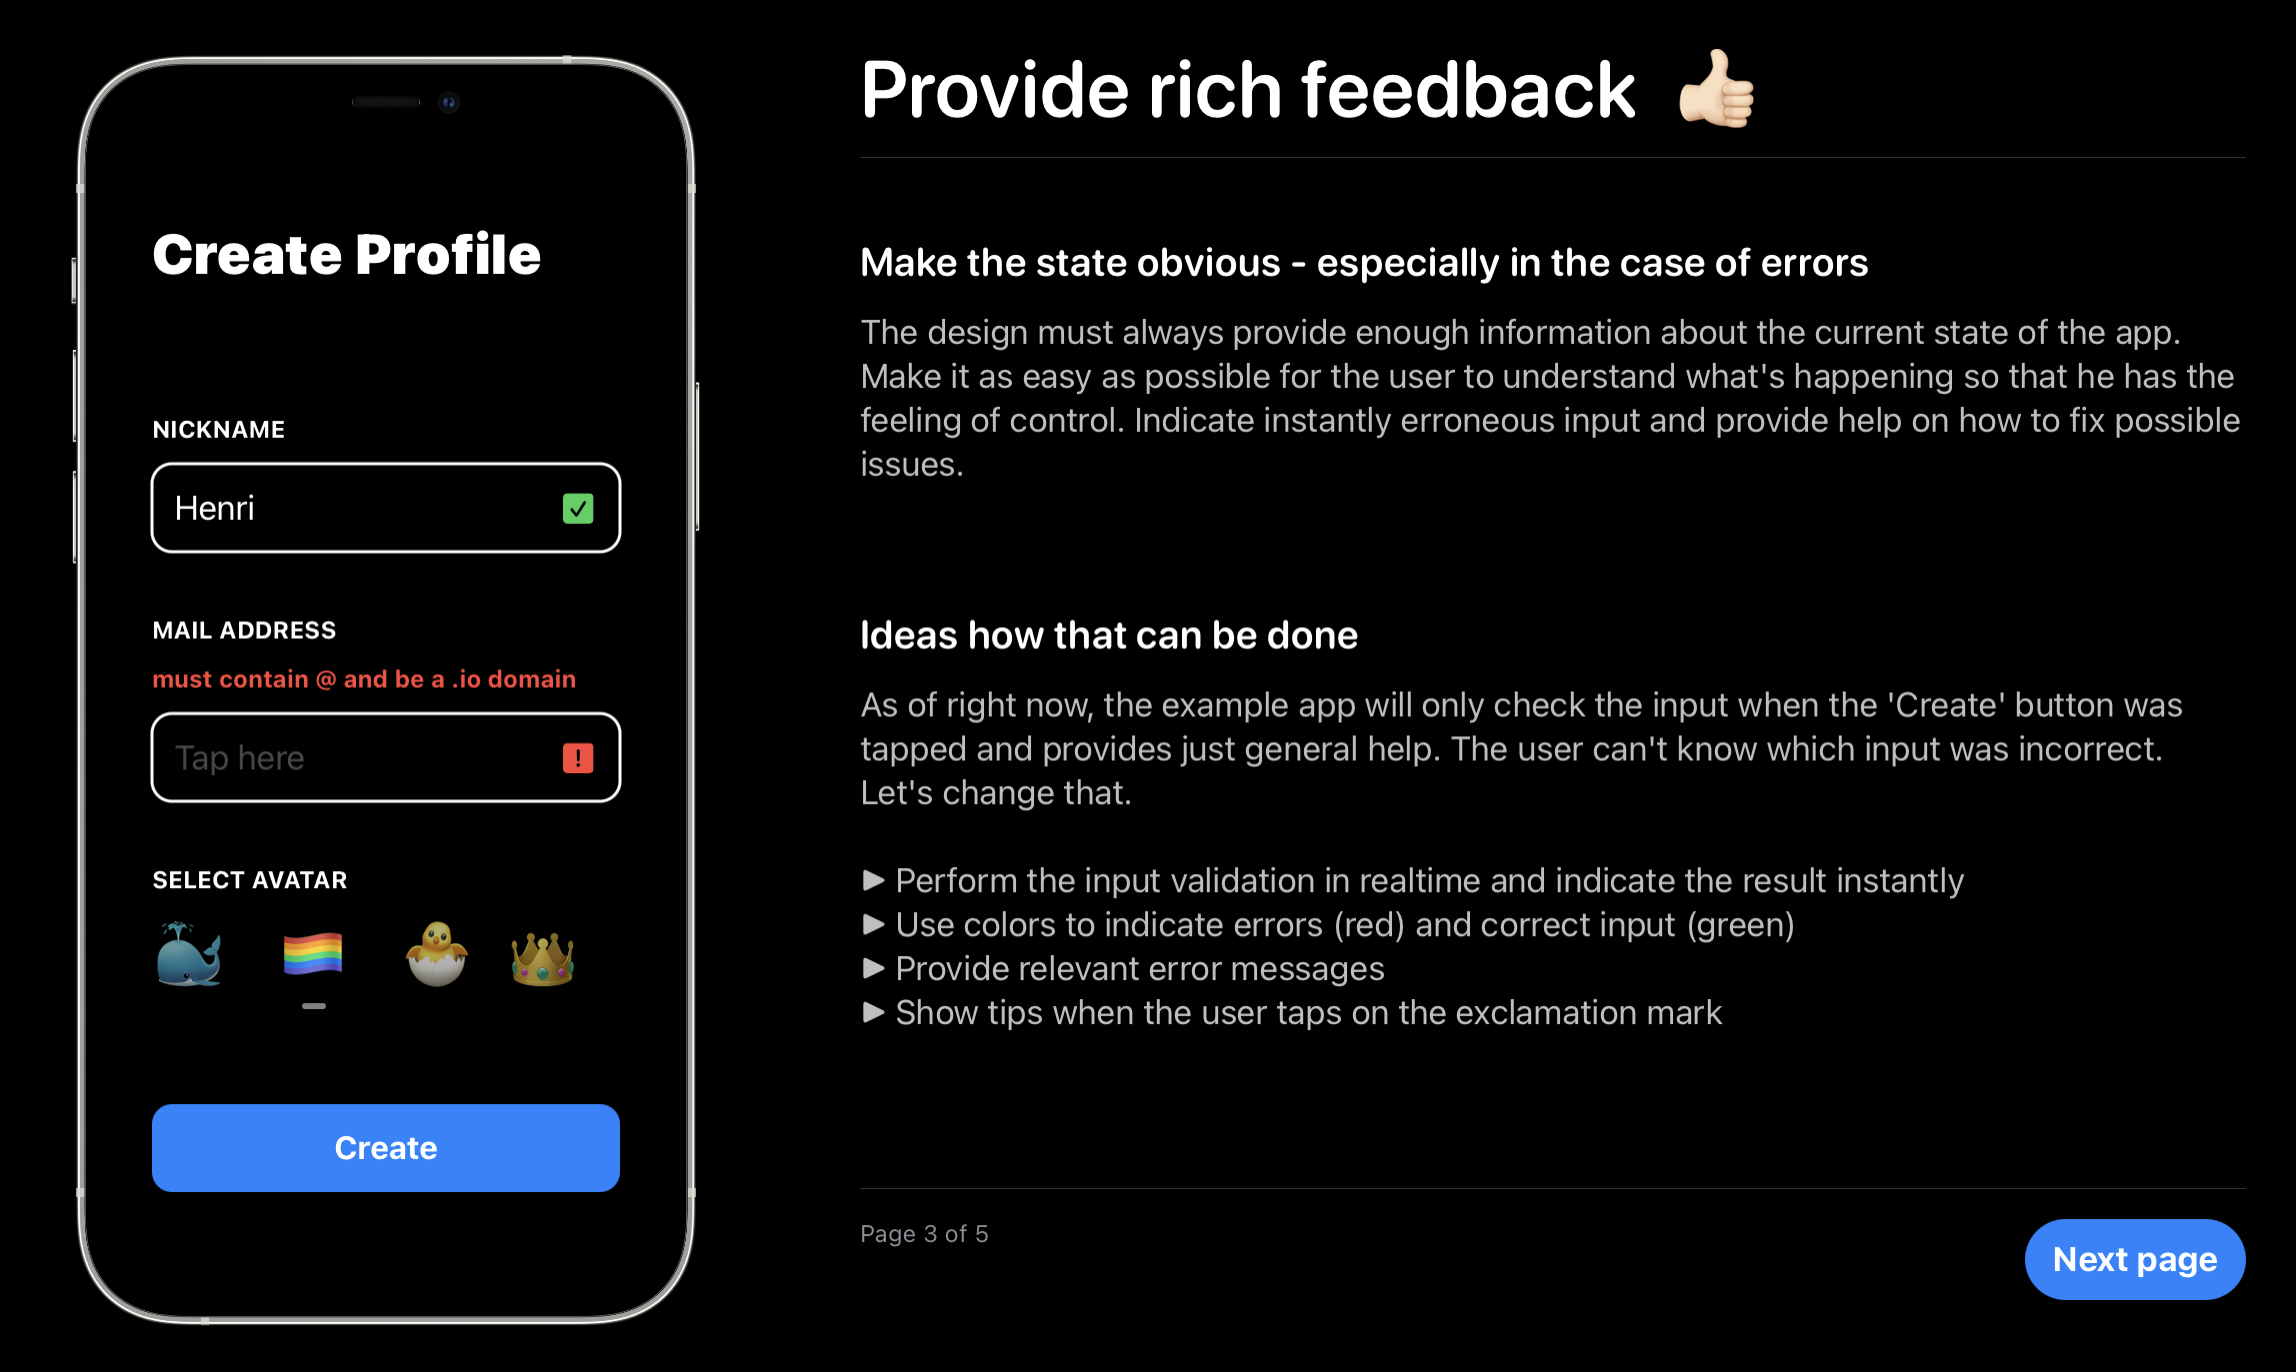 Create Profile
NICKNAME
Henri
MAIL ADDRESS
must contain @ and be a .io domain
Tap here
!
SELECT AVATAR
Create
Provide rich feedback 👍🏻
Make the state obvious - especially in the case of errors
The design must always provide enough information about the current state of the app.
Make it as easy as possible for the user to understand what's happening so that he has the
feeling of control. Indicate instantly erroneous input and provide help on how to fix possible
issues.
Ideas how that can be done
As of right now, the example app will only check the input when the 'Create' button was
tapped and provides just general help. The user can't know which input was incorrect.
Let's change that.
► Perform the input validation in realtime and indicate the result instantly
► Use colors to indicate errors (red) and correct input (green)
► Provide relevant error messages
► Show tips when the user taps on the exclamation mark
Page 3 of 5
Next page